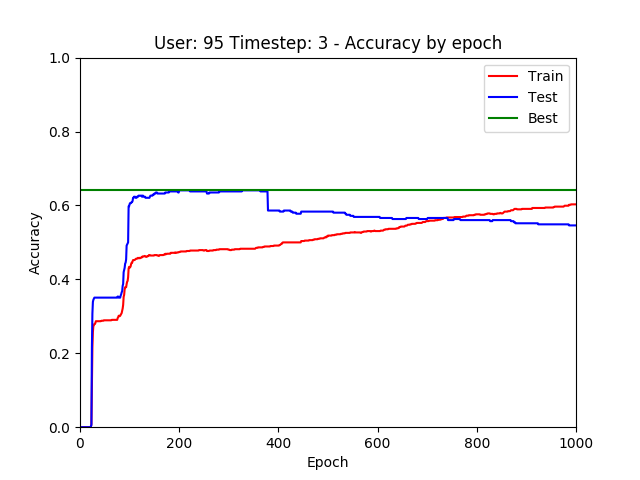 User: 95 Timestep: 3 - Accuracy by epoch
Train
Test
Best
Accuracy
1.0
0.8
0.6
0.4
0.2
0.0
0 200 400 600 800 1000
Epoch